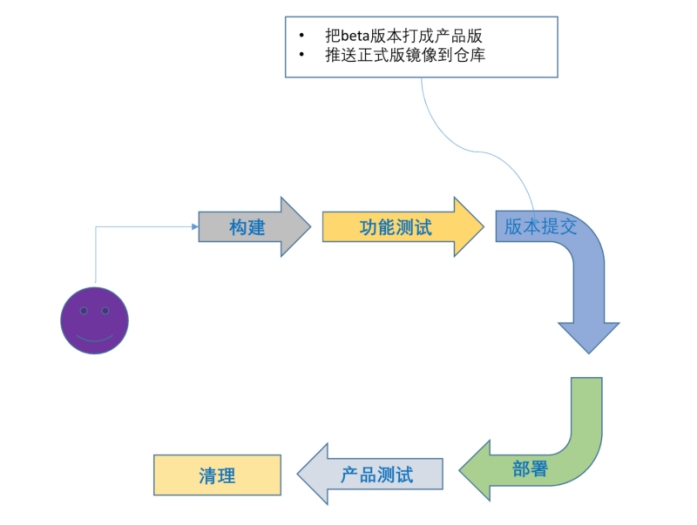 • 把beta版本打成产品版
• 推送正式版镜像到仓库
构建
功能测试
版本提交
部署
产品测试
清理